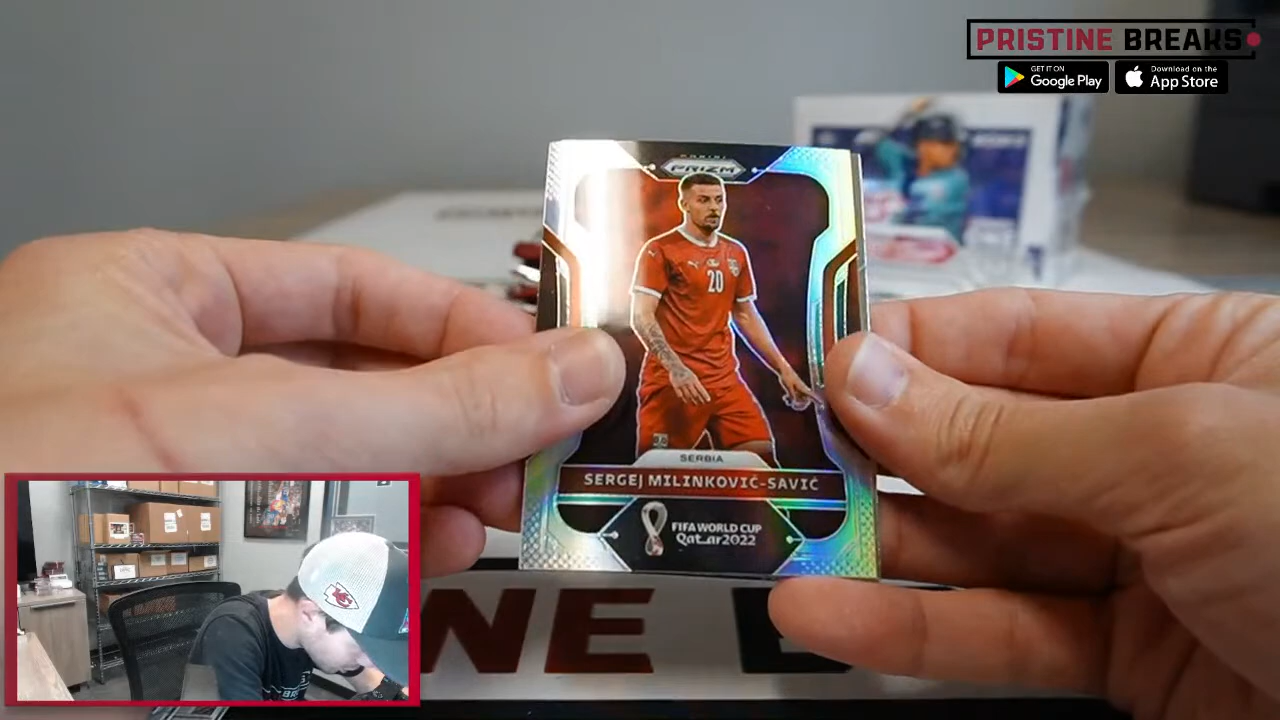 PRISTINE BREAKS
GET IT ON
Google Play
Download on the
App Store
PANINI
PRIZM
20
SERBIA
SERGEJ MILINKOVIĆ-SAVIĆ
FIFA WORLD CUP
Qatar2022
NE B
KC